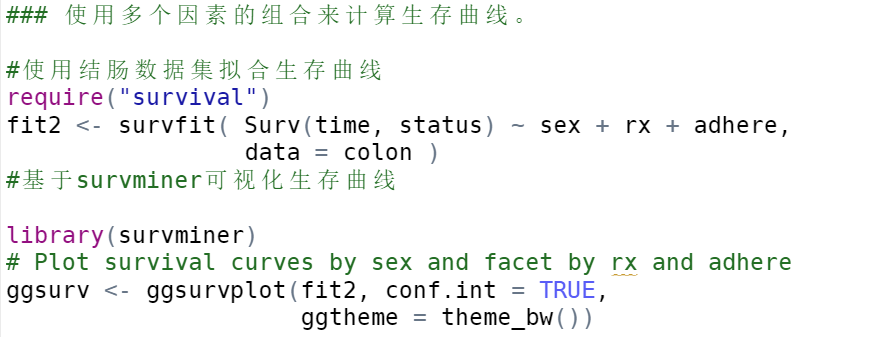 ### 使用多个因素的组合来计算生存曲线。
#使用结肠数据集拟合生存曲线
require("survival")
fit2 <- survfit( Surv(time, status) ~ sex + rx + adhere,
data = colon )
#基于survminer可视化生存曲线
library(survminer)
# Plot survival curves by sex and facet by rx and adhere
ggsurv <- ggsurvplot(fit2, conf.int = TRUE,
ggtheme = theme_bw())